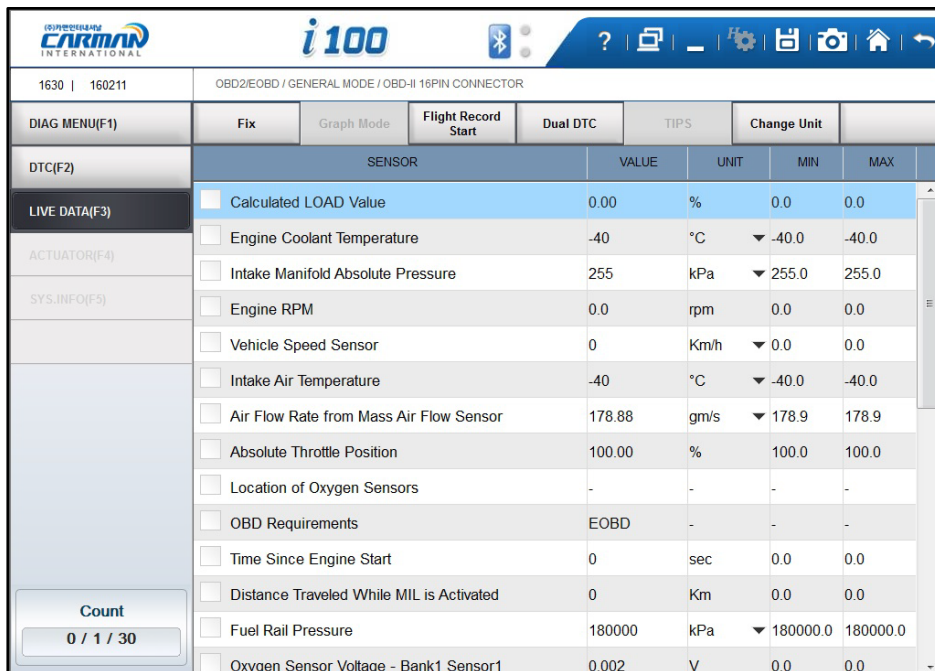 (주)카맨인터내셔널
CARMAN
INTERNATIONAL
i100
?
1630 | 160211
OBD2/EOBD / GENERAL MODE / OBD-II 16PIN CONNECTOR
DIAG MENU(F1)
Fix
Graph Mode
Flight Record
Start
Dual DTC
TIPS
Change Unit
DTC(F2)
LIVE DATA(F3)
ACTUATOR(F4)
SYS.INFO(F5)
SENSOR VALUE UNIT MIN MAX
Calculated LOAD Value 0.00 % 0.0 0.0
Engine Coolant Temperature -40 °C -40.0 -40.0
Intake Manifold Absolute Pressure 255 kPa 255.0 255.0
Engine RPM 0.0 rpm 0.0 0.0
Vehicle Speed Sensor 0 Km/h 0.0 0.0
Intake Air Temperature -40 °C -40.0 -40.0
Air Flow Rate from Mass Air Flow Sensor 178.88 gm/s 178.9 178.9
Absolute Throttle Position 100.00 % 100.0 100.0
Location of Oxygen Sensors - - - -
OBD Requirements EOBD - - -
Time Since Engine Start 0 sec 0.0 0.0
Distance Traveled While MIL is Activated 0 Km 0.0 0.0
Fuel Rail Pressure 180000 kPa 180000.0 180000.0
Oxygen Sensor Voltage - Bank1 Sensor1 0.002 V 0.0 0.0
Count
0 / 1 / 30